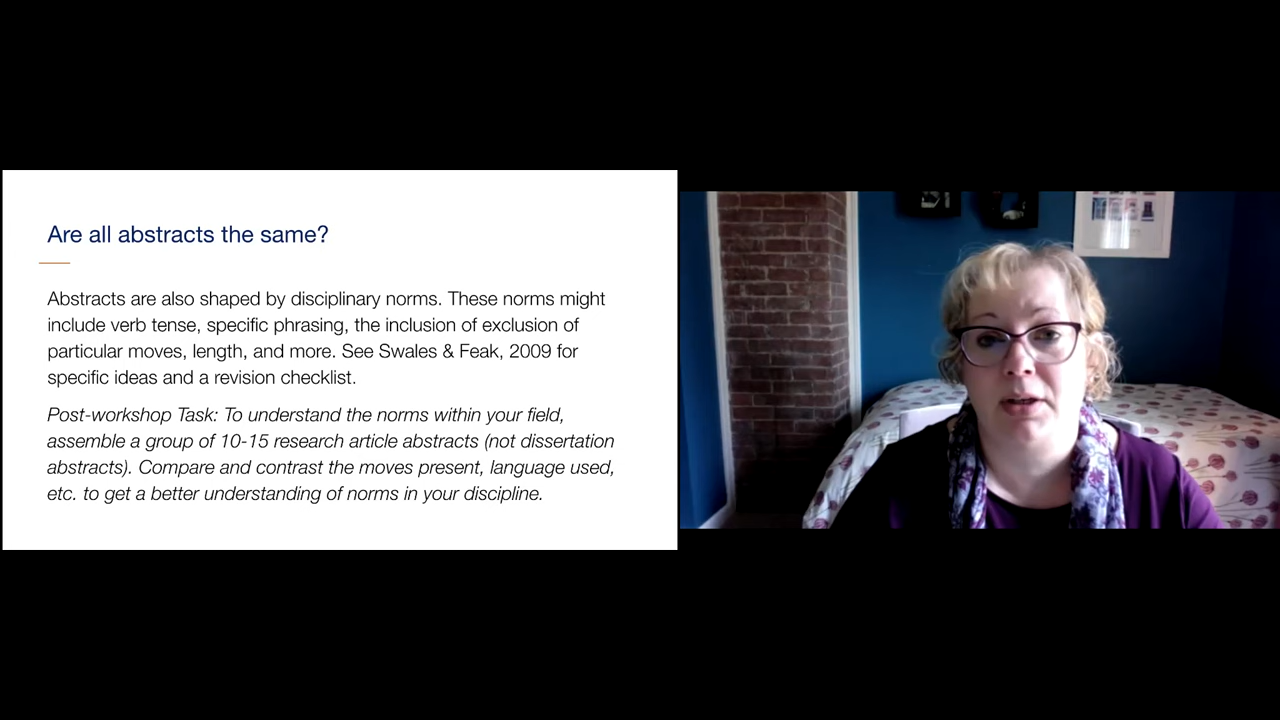 Are all abstracts the same?
Abstracts are also shaped by disciplinary norms. These norms might
include verb tense, specific phrasing, the inclusion of exclusion of
particular moves, length, and more. See Swales & Feak, 2009 for
specific ideas and a revision checklist.
Post-workshop Task: To understand the norms within your field,
assemble a group of 10-15 research article abstracts (not dissertation
abstracts). Compare and contrast the moves present, language used,
etc. to get a better understanding of norms in your discipline.